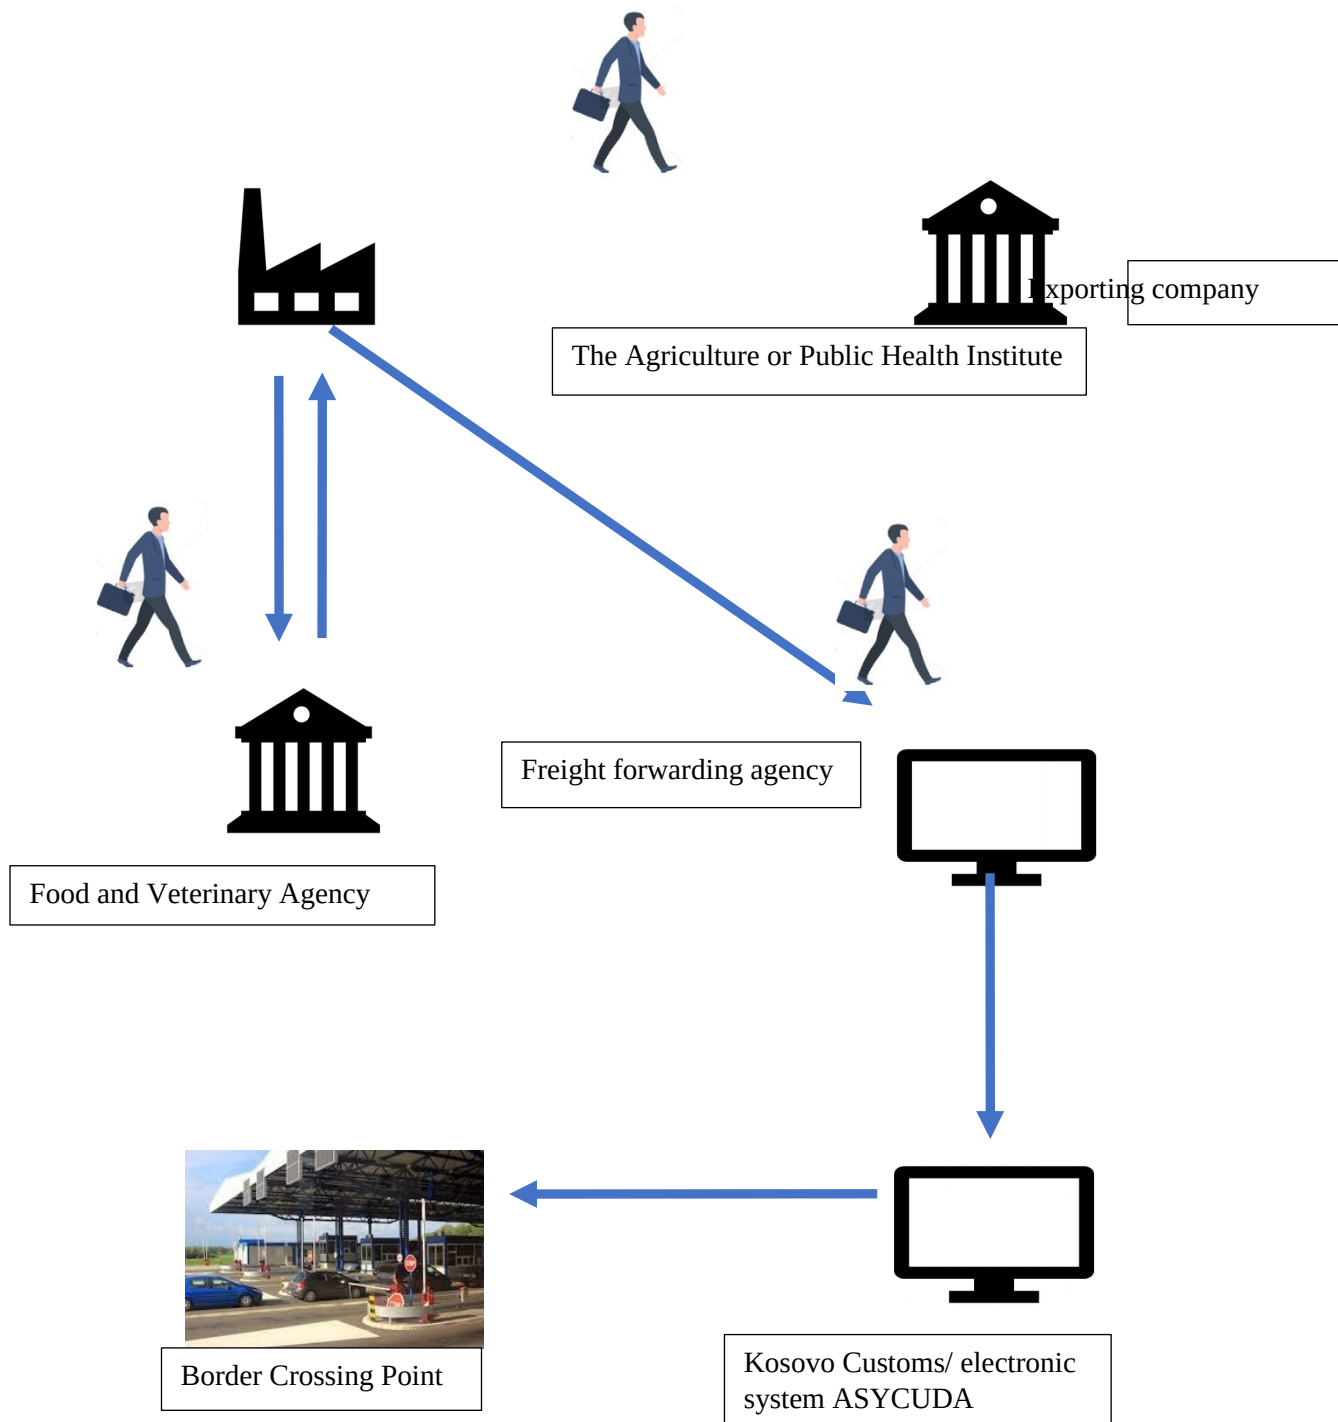 Exporting company
The Agriculture or Public Health Institute
Freight forwarding agency
Food and Veterinary Agency
Border Crossing Point
Kosovo Customs/ electronic
system ASYCUDA